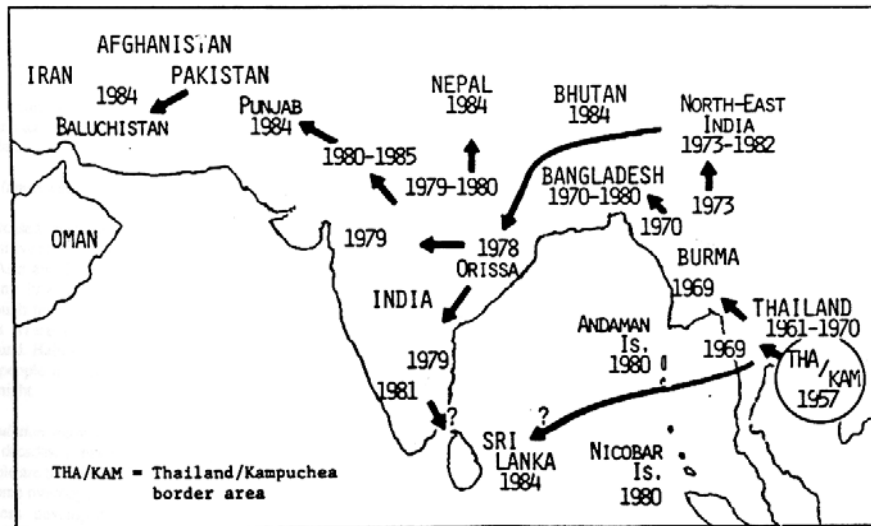 AFGHANISTAN
IRAN
PAKISTAN
1984
BALUCHISTAN
PUNJAB
1984
NEPAL
1984
BHUTAN
1984
NORTH-EAST
INDIA
1973-1982
1980-1985
1979-1980
BANGLADESH
1970-1980
1970
1973
OMAN
1979
1978
ORISSA
BURMA
1969
INDIA
THAILAND
1961-1970
ANDAMAN
IS.
1980
1969
THA/
KAM
1957
1979
1981
?
?
SRI
LANKA
1984
NICOBAR
IS.
1980
THA/KAM = Thailand/Kampuchea
border area